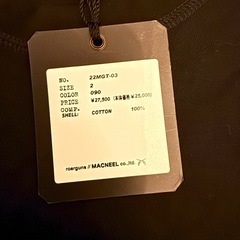 NO. 22MGT-03
SIZE 2
COLOR 090
PRICE ¥27,500 (本体価格 ¥25,000)
COMP.
SHELL: COTTON 100%
roarguns // MACNEEL co.,ltd.